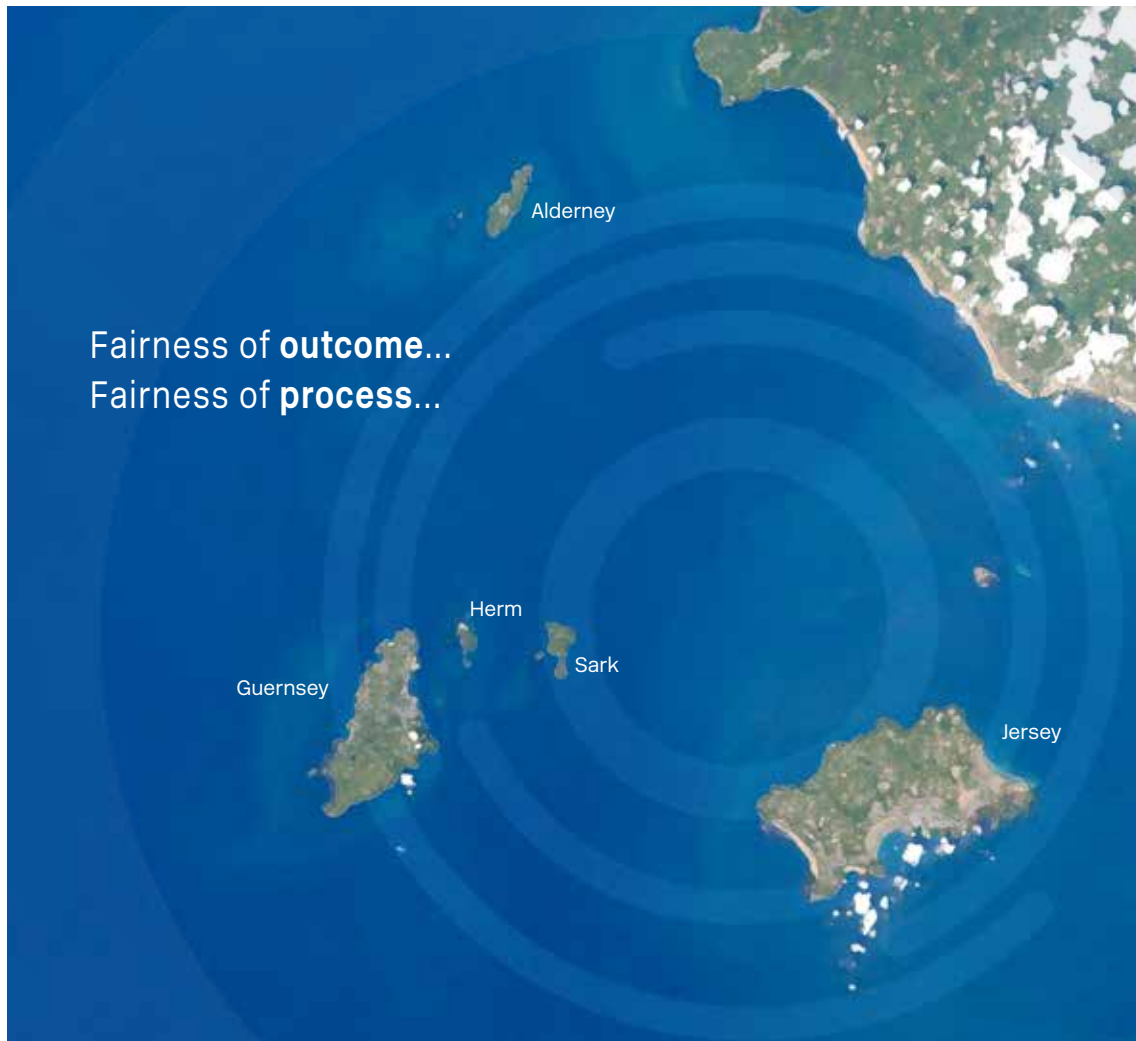 Alderney
Fairness of outcome...
Fairness of process...
Herm
Sark
Guernsey
Jersey